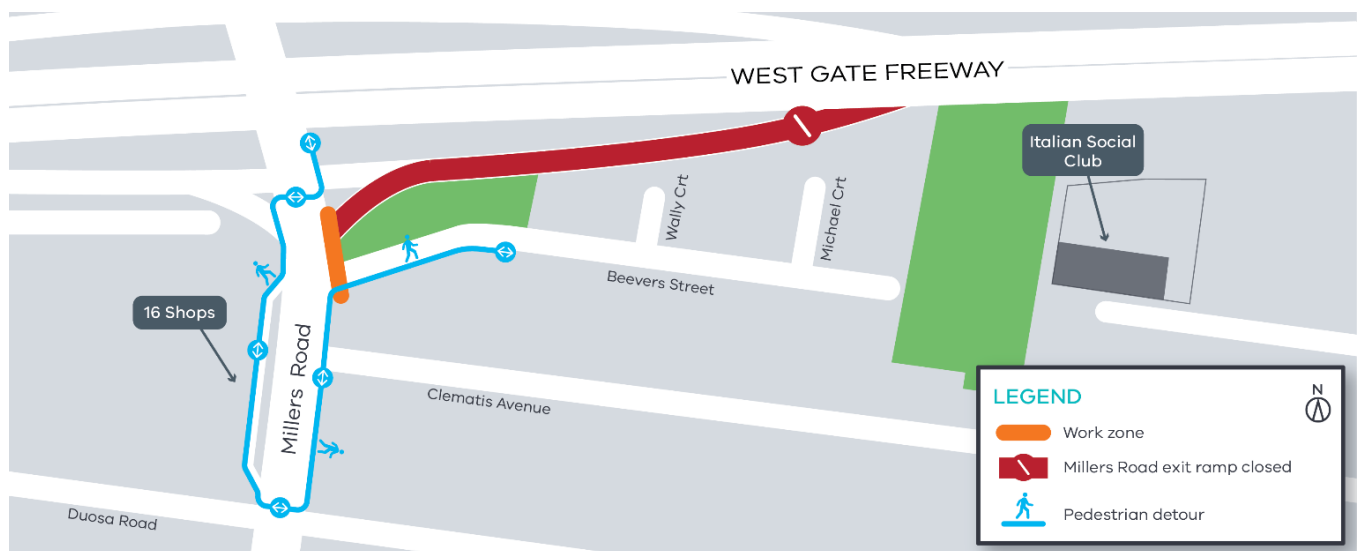 WEST GATE FREEWAY
Italian Social
Club
Wally Crt
Michael Crt
Beevers Street
16 Shops
Millers Road
Clematis Avenue
Duosa Road
LEGEND
N
Work zone
Millers Road exit ramp closed
Pedestrian detour